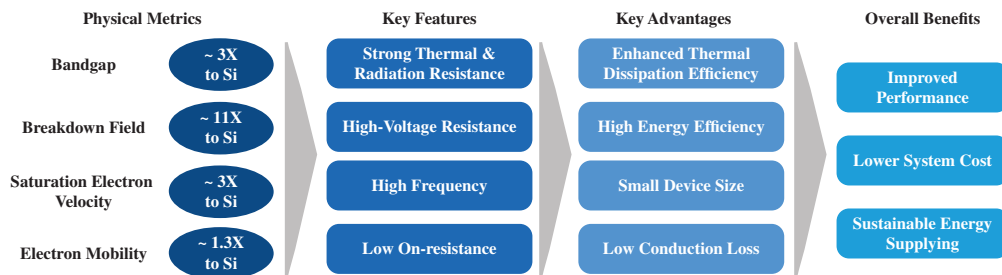 Physical Metrics
Key Features
Key Advantages
Overall Benefits
Bandgap
~ 3X
to Si
Strong Thermal &
Radiation Resistance
Enhanced Thermal
Dissipation Efficiency
Improved
Performance
Breakdown Field
~ 11X
to Si
High-Voltage Resistance
High Energy Efficiency
Lower System Cost
Saturation Electron
Velocity
~ 3X
to Si
High Frequency
Small Device Size
Sustainable Energy
Supplying
Electron Mobility
~ 1.3X
to Si
Low On-resistance
Low Conduction Loss